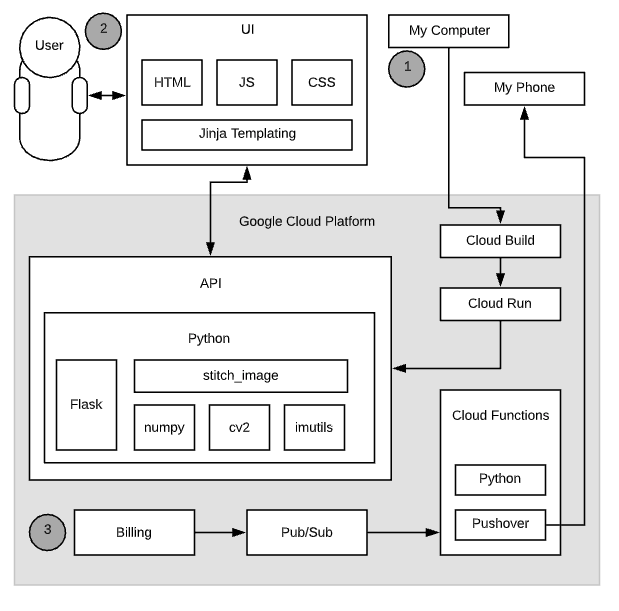 User
2
UI
HTML
JS
CSS
Jinja Templating
My Computer
1
My Phone
Google Cloud Platform
Cloud Build
Cloud Run
API
Python
Flask
stitch_image
numpy
cv2
imutils
Cloud Functions
Python
Pushover
3
Billing
Pub/Sub